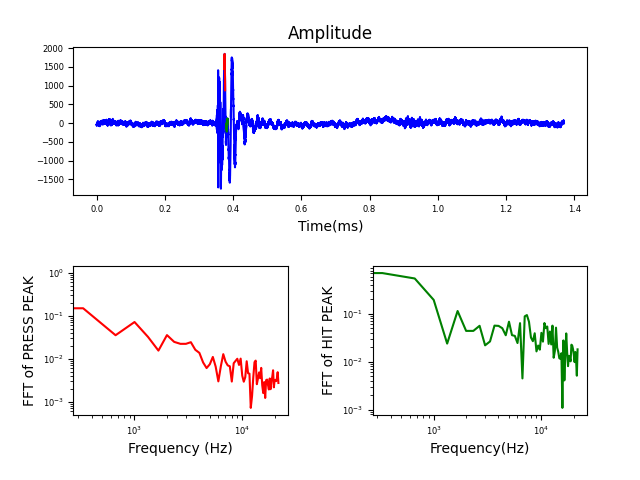 Amplitude
2000
1500
1000
500
0
−500
−1000
−1500
0.0 0.2 0.4 0.6 0.8 1.0 1.2 1.4
Time(ms)
FFT of PRESS PEAK
10⁰
10⁻¹
10⁻²
10⁻³
10³ 10⁴
Frequency (Hz)
FFT of HIT PEAK
10⁻¹
10⁻²
10⁻³
10³ 10⁴
Frequency(Hz)